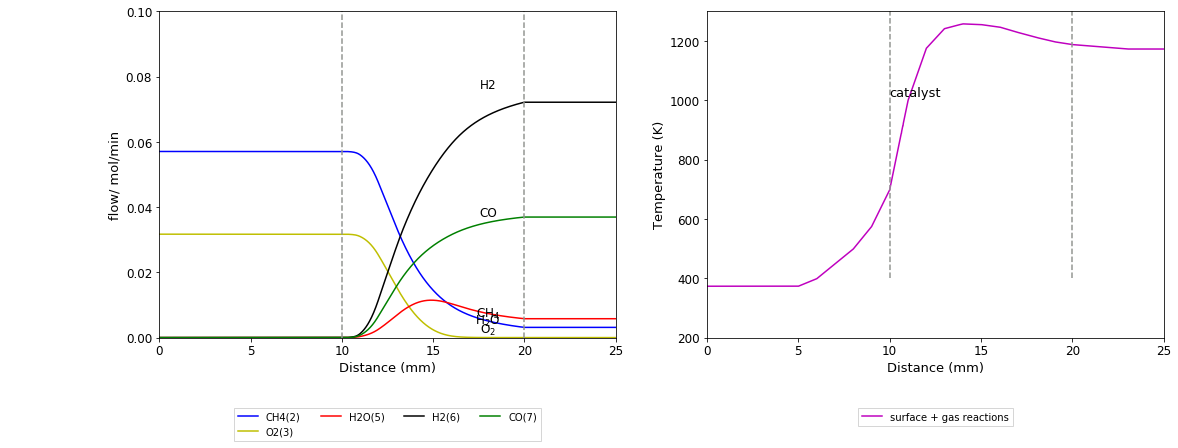 0.10
0.08
0.06
0.04
0.02
0.00
flow/ mol/min
H2
CO
CH₄
H₂O
O₂
0 5 10 15 20 25
Distance (mm)
CH4(2) H2O(5) H2(6) CO(7)
O2(3)
1200
1000
800
600
400
200
Temperature (K)
catalyst
0 5 10 15 20 25
Distance (mm)
surface + gas reactions